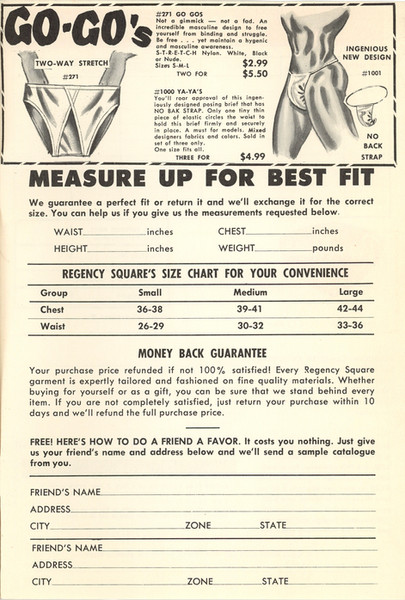 GO-GO's
#271 GO GOS
Not a gimmick — not a fad. An
incredible masculine design to free
yourself from binding and struggle.
Be free . . . yet maintain a hygenic
and masculine awareness.
S-T-R-E-T-C-H Nylon. White, Black
or Nude.
Sizes S-M-L $2.99
TWO FOR $5.50
TWO-WAY STRETCH
#271
#1000 YA-YA'S
You'll roar approval of this ingen-
iously designed posing brief that has
NO BAK STRAP. Only one tiny thin
piece of elastic circles the waist to
hold this brief firmly and securely
in place. A must for models. Mixed
designers fabrics and colors. Sold in
set of three only.
One size fits all.
THREE FOR $4.99
INGENIOUS
NEW DESIGN
#1001
NO
BACK
STRAP
MEASURE UP FOR BEST FIT
We guarantee a perfect fit or return it and we'll exchange it for the correct
size. You can help us if you give us the measurements requested below.
WAIST inches CHEST inches
HEIGHT inches WEIGHT pounds
REGENCY SQUARE'S SIZE CHART FOR YOUR CONVENIENCE
Group Small Medium Large
Chest 36-38 39-41 42-44
Waist 26-29 30-32 33-36
MONEY BACK GUARANTEE
Your purchase price refunded if not 100% satisfied! Every Regency Square
garment is expertly tailored and fashioned on fine quality materials. Whether
buying for yourself or as a gift, you can be sure that we stand behind every
item. If you are not completely satisfied, just return your purchase within 10
days and we'll refund the full purchase price.
FREE! HERE'S HOW TO DO A FRIEND A FAVOR. It costs you nothing. Just give
us your friend's name and address below and we'll send a sample catalogue
from you.
FRIEND'S NAME
ADDRESS
CITY ZONE STATE
FRIEND'S NAME
ADDRESS
CITY ZONE STATE